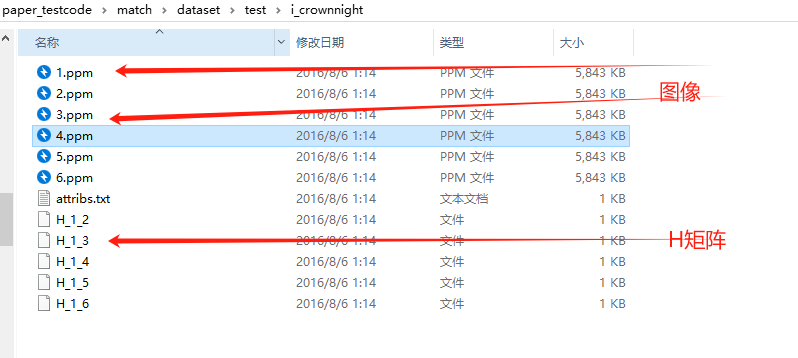 paper_testcode › match › dataset › test › i_crownnight
名称 修改日期 类型 大小
1.ppm 2016/8/6 1:14 PPM 文件 5,843 KB
2.ppm 2016/8/6 1:14 PPM 文件 5,843 KB
图像
3.ppm 2016/8/6 1:14 PPM 文件 5,843 KB
4.ppm 2016/8/6 1:14 PPM 文件 5,843 KB
5.ppm 2016/8/6 1:14 PPM 文件 5,843 KB
6.ppm 2016/8/6 1:14 PPM 文件 5,843 KB
attribs.txt 2016/8/6 1:14 文本文档 1 KB
H_1_2 2016/8/6 1:14 文件 1 KB
H_1_3 2016/8/6 1:14 文件 1 KB
H矩阵
H_1_4 2016/8/6 1:14 文件 1 KB
H_1_5 2016/8/6 1:14 文件 1 KB
H_1_6 2016/8/6 1:14 文件 1 KB